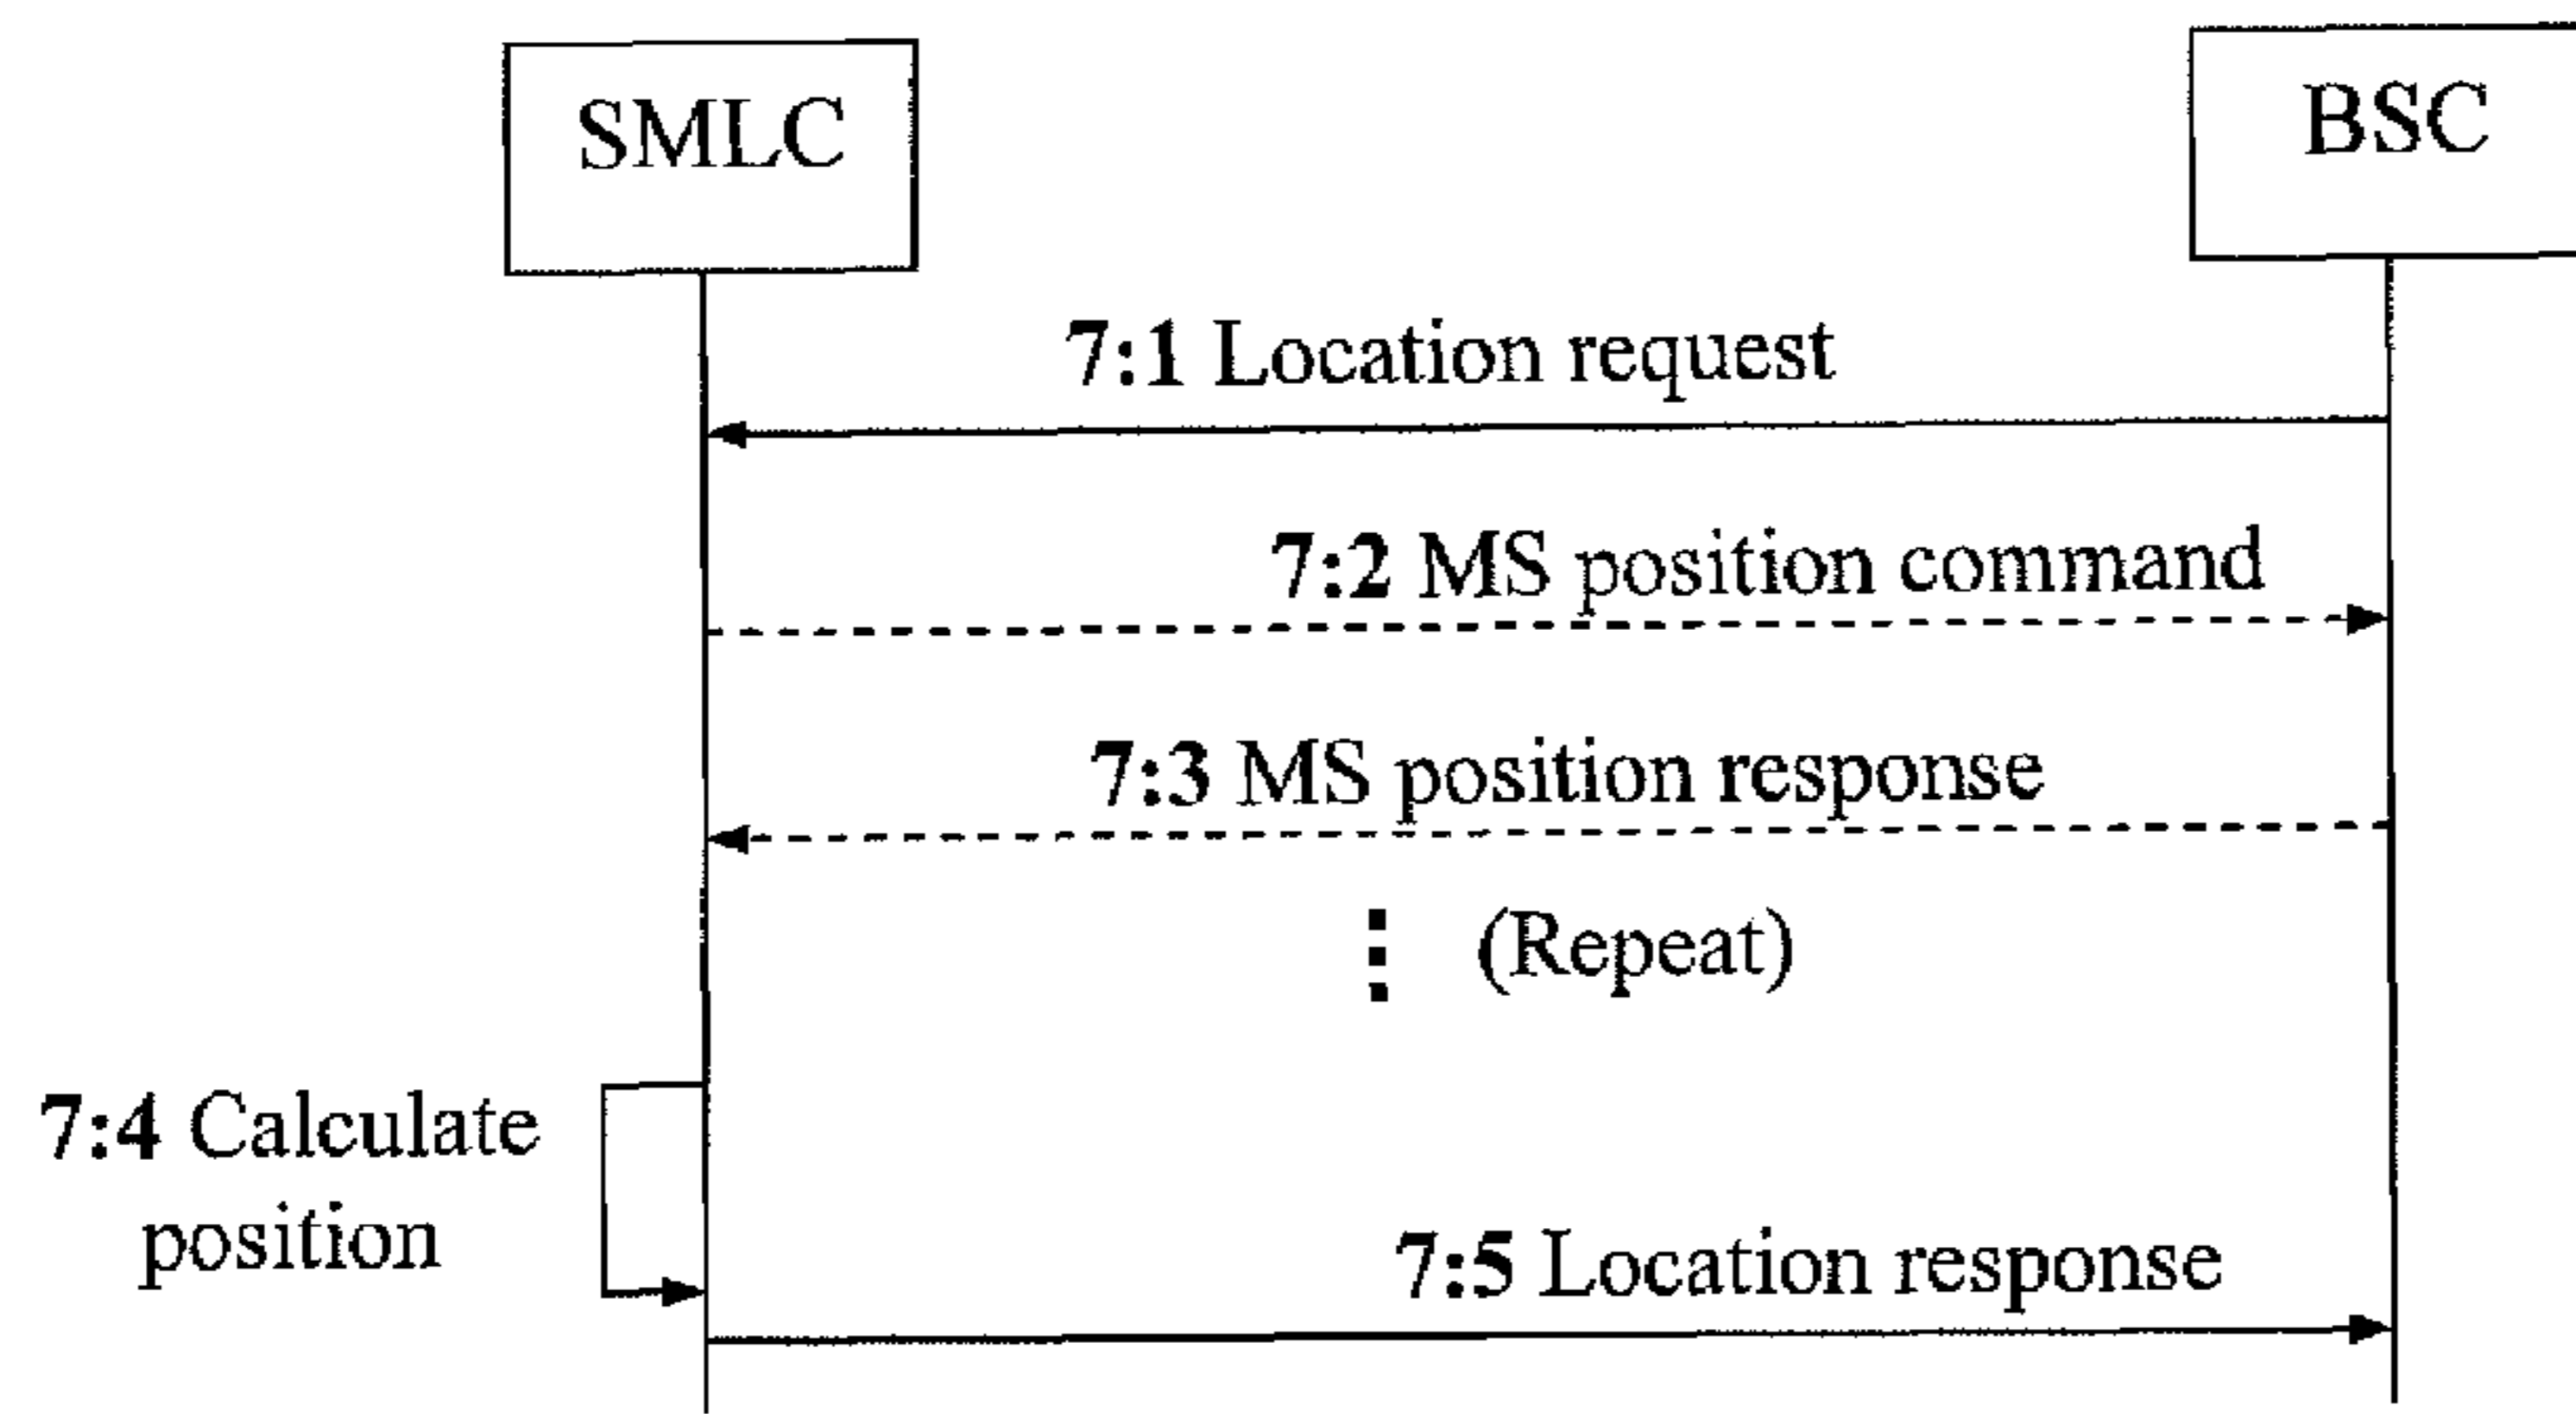 SMLC
BSC
7:1 Location request
7:2 MS position command
7:3 MS position response
(Repeat)
7:4 Calculate
position
7:5 Location response